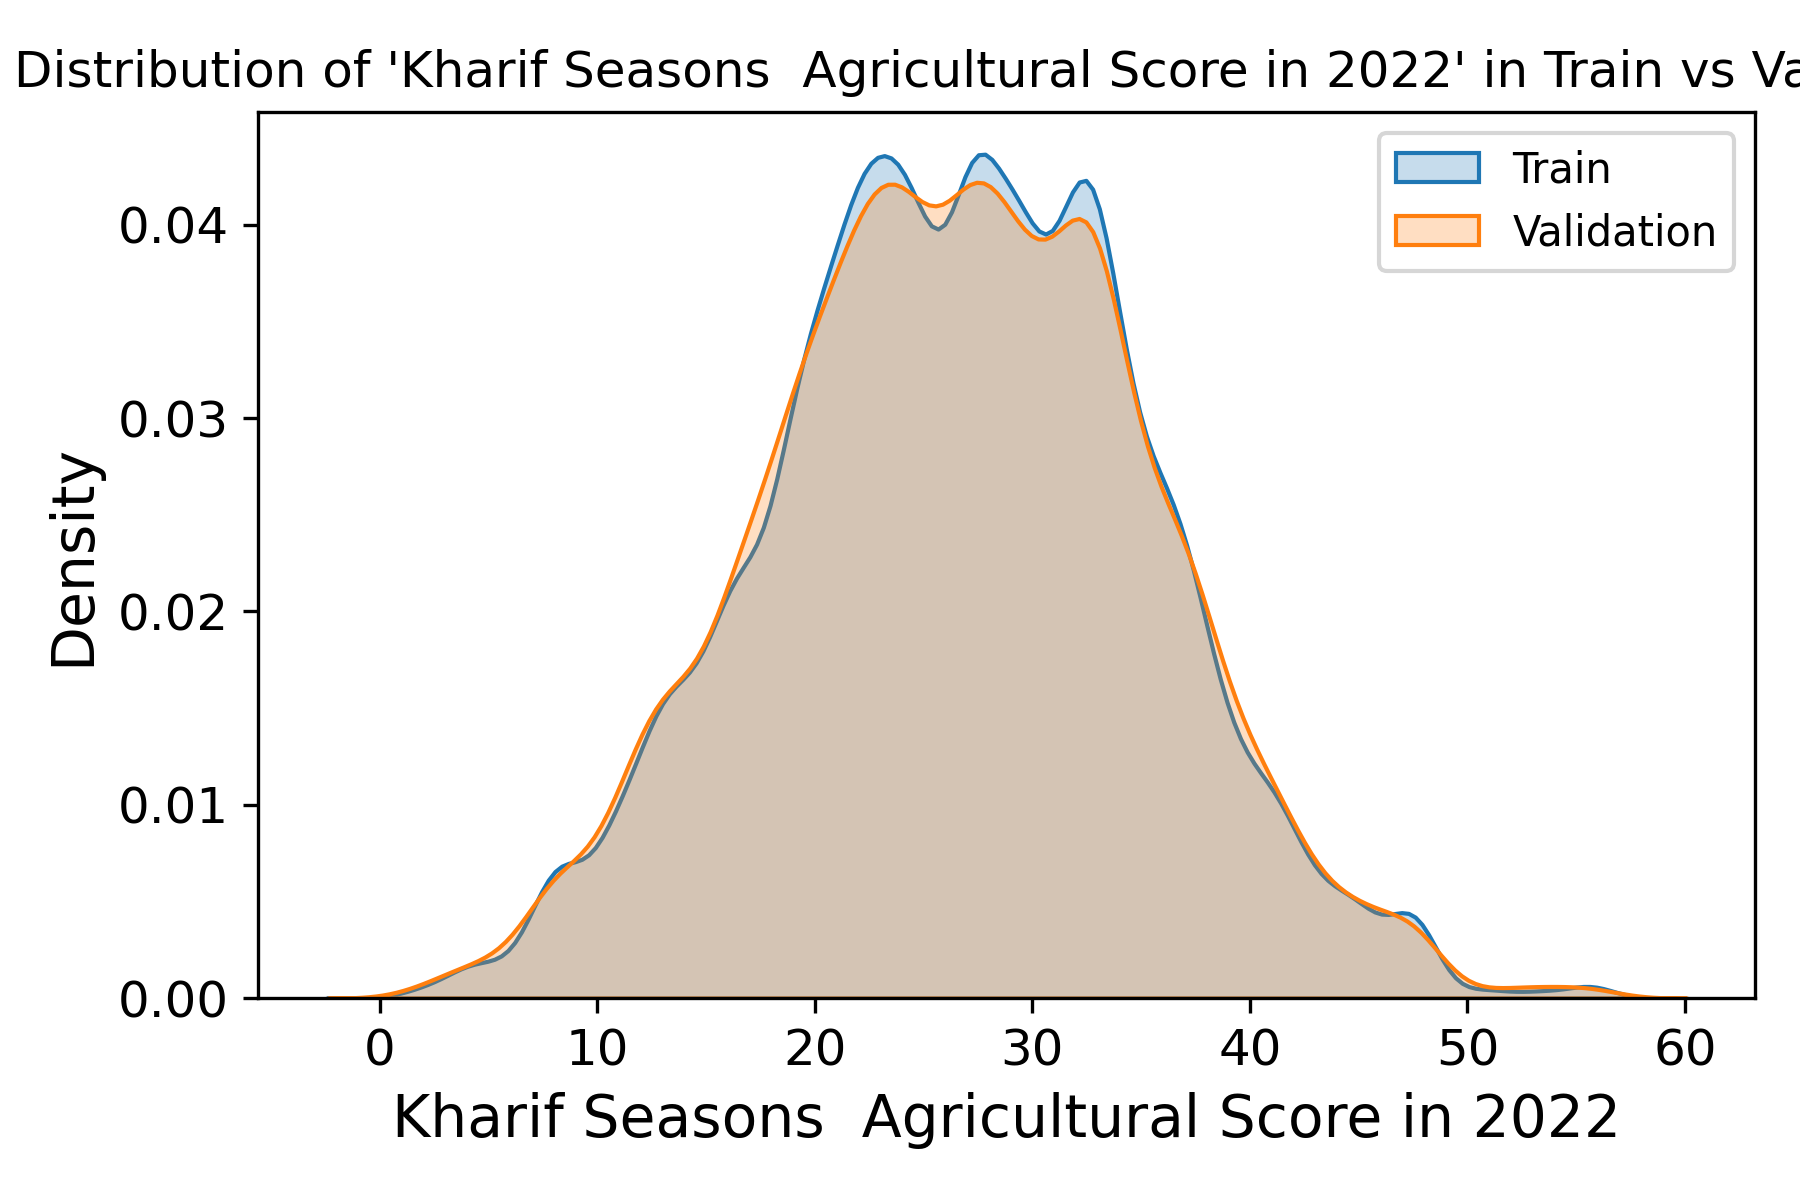 Distribution of 'Kharif Seasons  Agricultural Score in 2022' in Train vs Va
Train
Validation
0.04
0.03
0.02
0.01
0.00
Density
0 10 20 30 40 50 60
Kharif Seasons  Agricultural Score in 2022